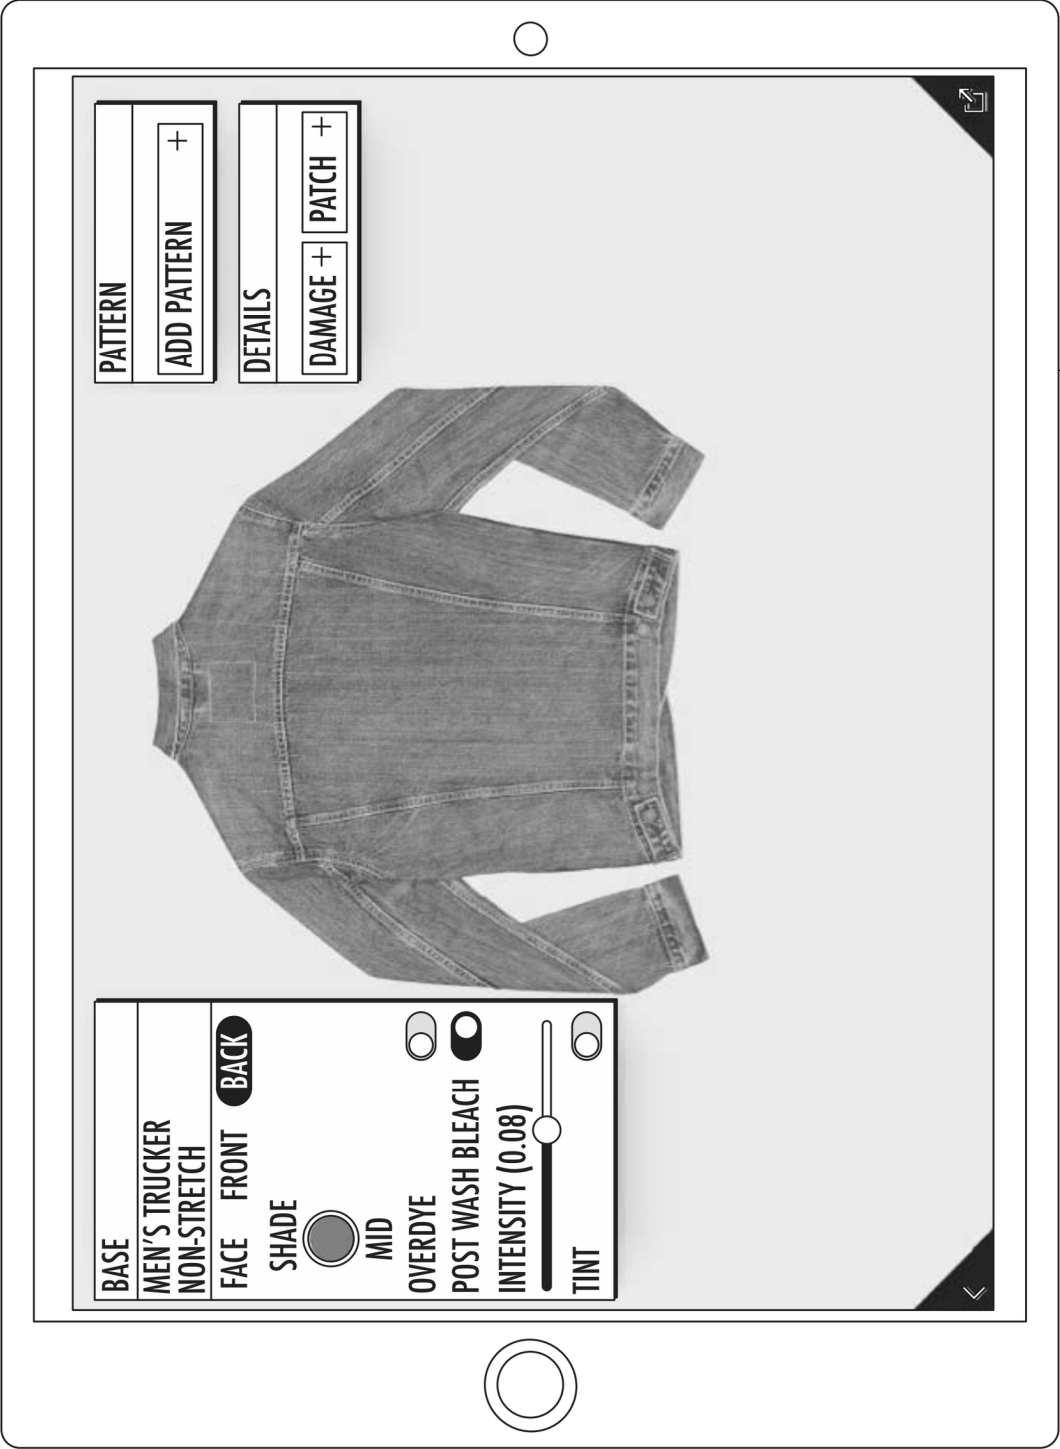 BASE
MEN'S TRUCKER
NON-STRETCH
FACE FRONT BACK
SHADE
MID
OVERDYE
POST WASH BLEACH
INTENSITY (0.08)
TINT
PATTERN
ADD PATTERN +
DETAILS
DAMAGE + PATCH +